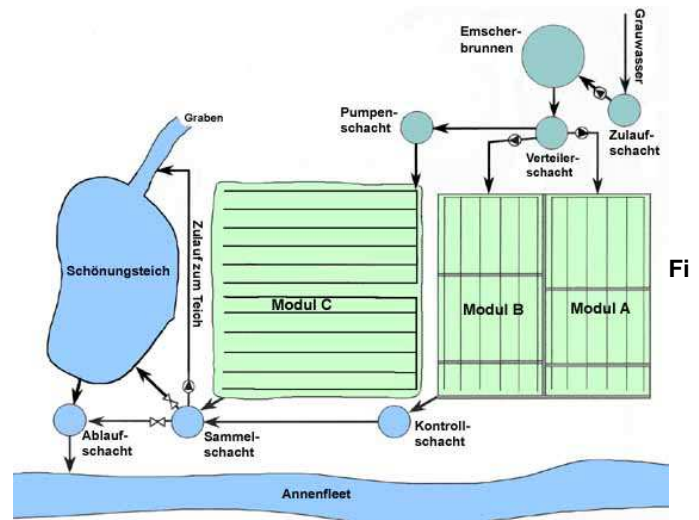 Emscher-
brunnen
Grauwasser
Pumpen-
schacht
Zulauf-
schacht
Verteiler-
schacht
Graben
Zulauf zum Teich
Schönungsteich
Modul C
Modul B
Modul A
Fi
Ablauf-
schacht
Sammel-
schacht
Kontroll-
schacht
Annenfleet